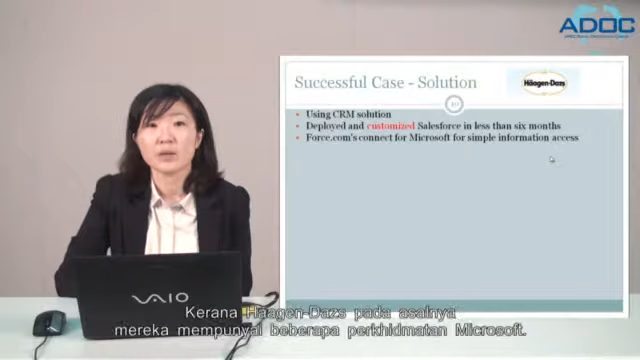 ADOC
Successful Case - Solution
Häagen-Dazs
10
• Using CRM solution
• Deployed and customized Salesforce in less than six months
• Force.com's connect for Microsoft for simple information access
VAIO
Kerana Häagen-Dazs pada asalnya
mereka mempunyai beberapa perkhidmatan Microsoft.